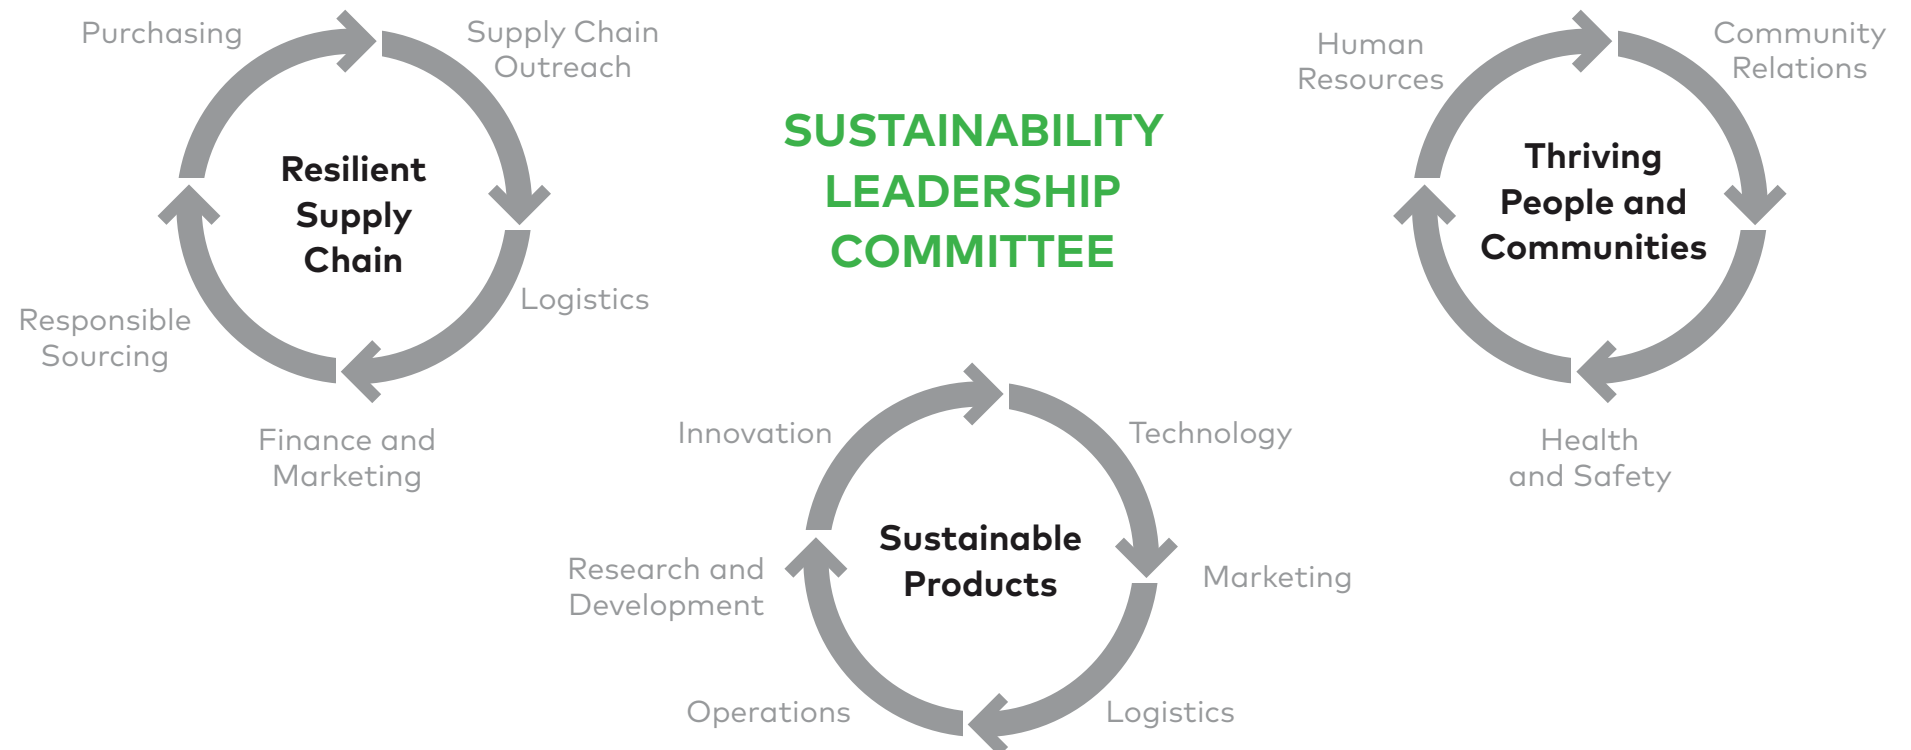 Purchasing
Supply Chain
Outreach
Resilient
Supply
Chain
Logistics
Responsible
Sourcing
Finance and
Marketing
SUSTAINABILITY
LEADERSHIP
COMMITTEE
Human
Resources
Community
Relations
Thriving
People and
Communities
Health
and Safety
Innovation
Technology
Sustainable
Products
Research and
Development
Marketing
Operations
Logistics